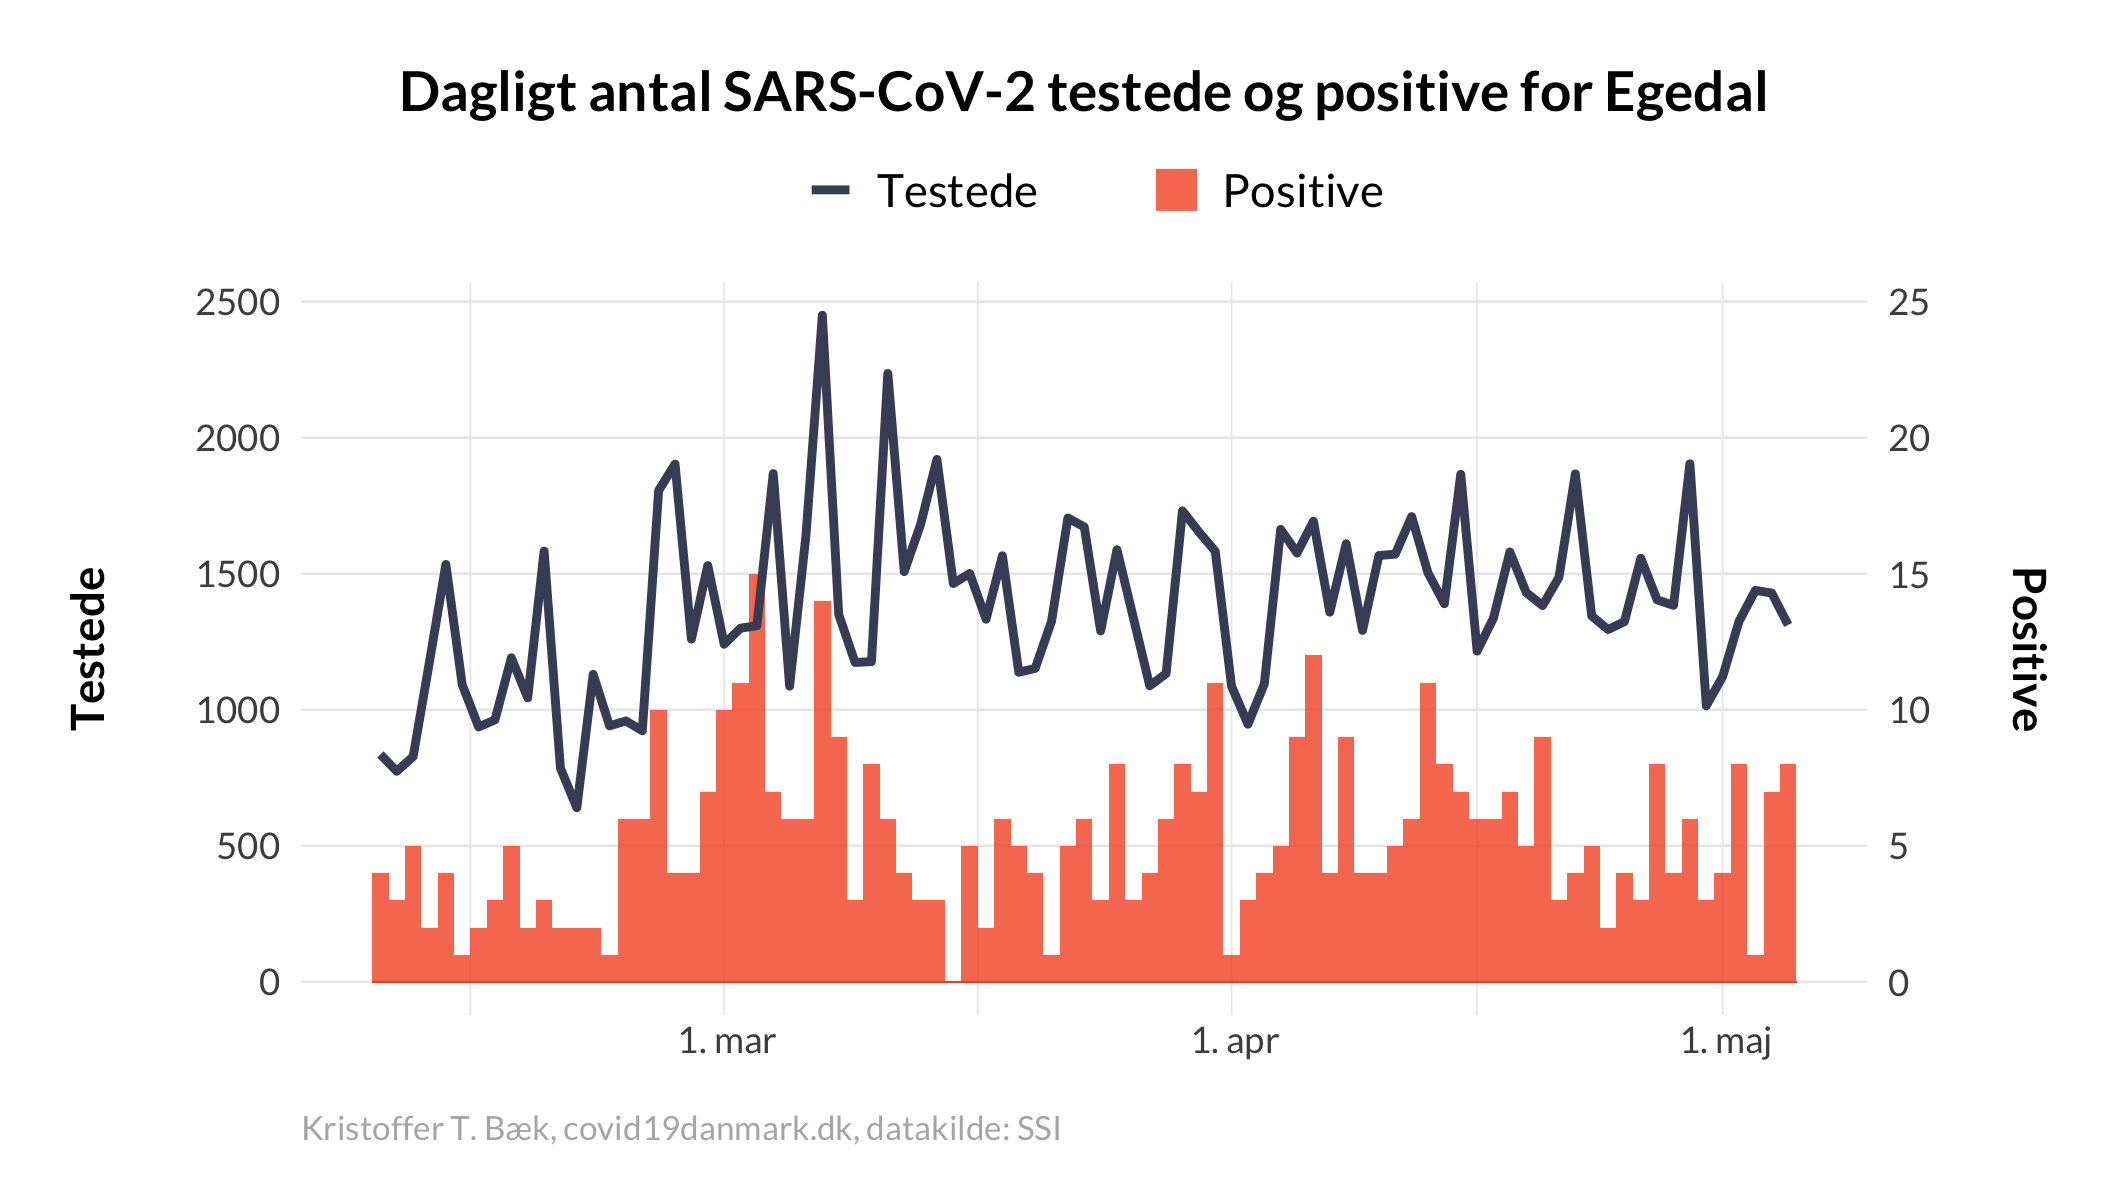 Dagligt antal SARS-CoV-2 testede og positive for Egedal
Testede Positive
2500 25
2000 20
1500 15
1000 10
500 5
0 0
Testede
Positive
1. mar 1. apr 1. maj
Kristoffer T. Bæk, covid19danmark.dk, datakilde: SSI